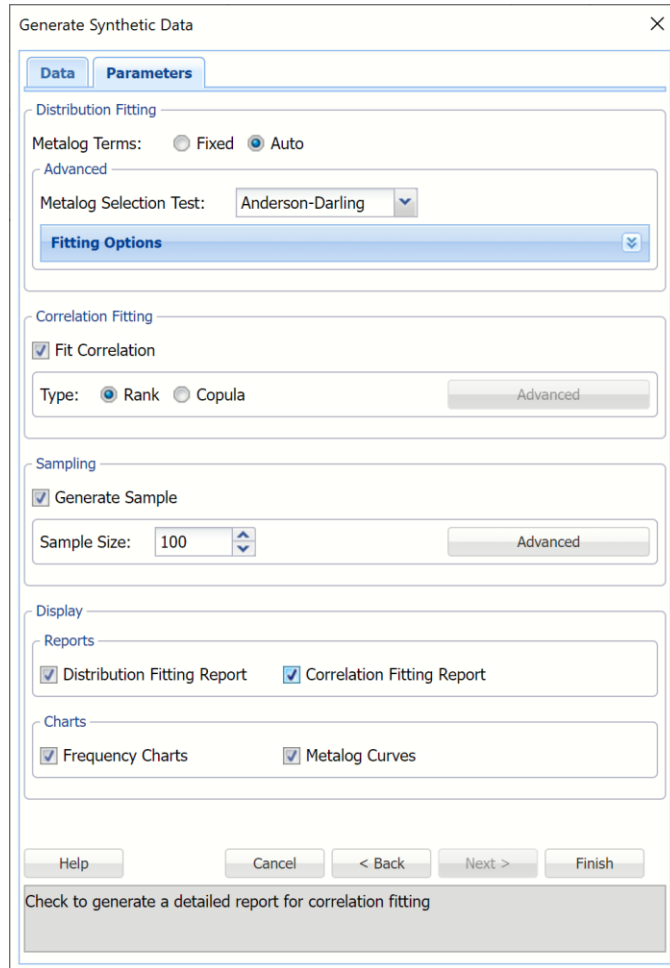 Generate Synthetic Data
Data Parameters
Distribution Fitting
Metalog Terms: Fixed Auto
Advanced
Metalog Selection Test: Anderson-Darling
Fitting Options
Correlation Fitting
Fit Correlation
Type: Rank Copula Advanced
Sampling
Generate Sample
Sample Size: 100 Advanced
Display
Reports
Distribution Fitting Report Correlation Fitting Report
Charts
Frequency Charts Metalog Curves
Help Cancel < Back Next > Finish
Check to generate a detailed report for correlation fitting